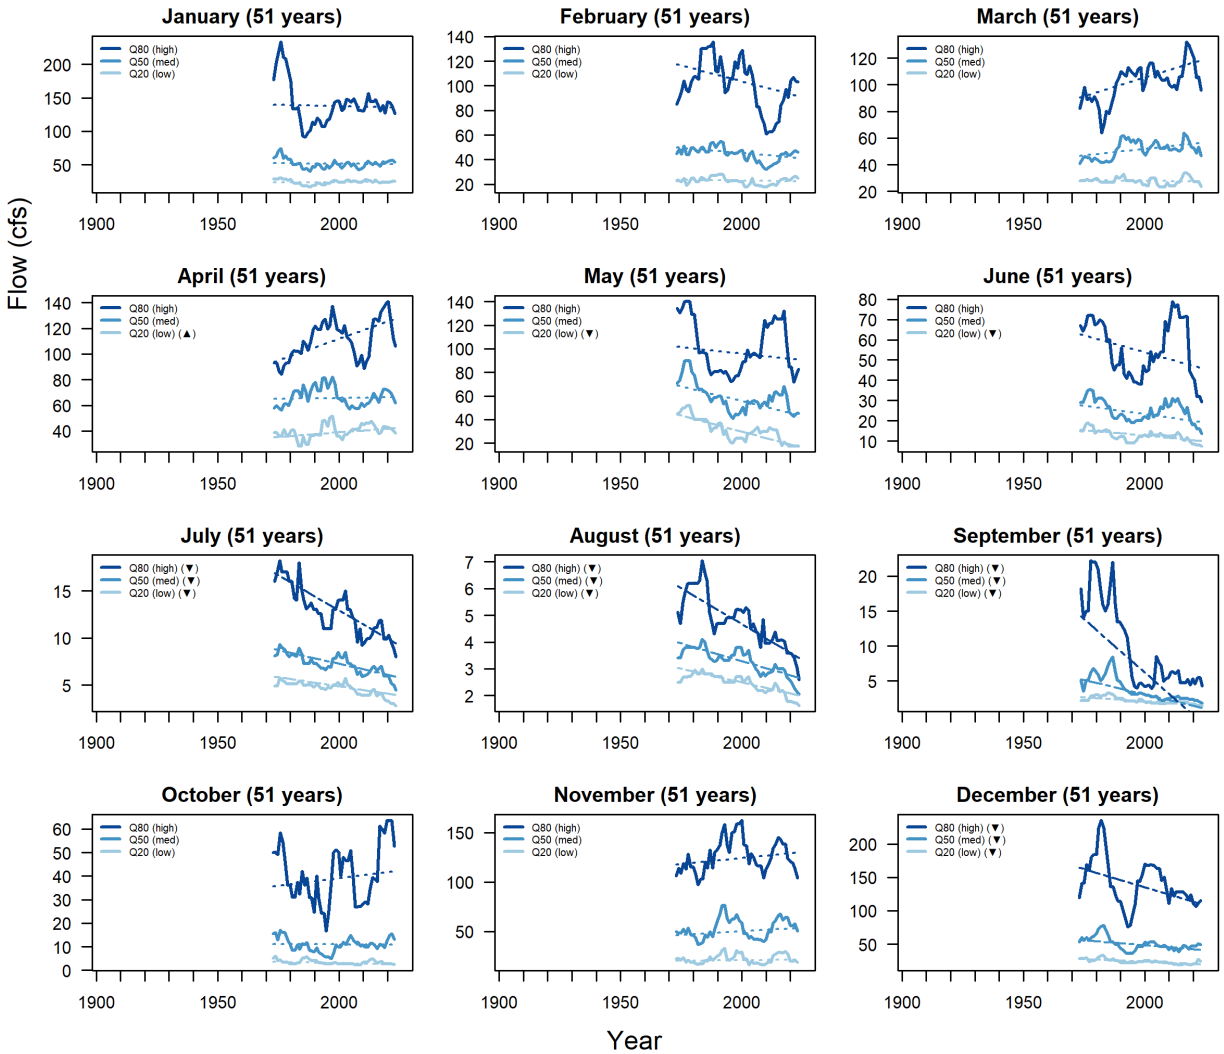 January (51 years)
Q80 (high)
Q50 (med)
Q20 (low)
200
150
100
50
1900
1950
2000
February (51 years)
Q80 (high)
Q50 (med)
Q20 (low)
140
120
100
80
60
40
20
1900
1950
2000
March (51 years)
Q80 (high)
Q50 (med)
Q20 (low)
120
100
80
60
40
20
1900
1950
2000
Flow (cfs)
April (51 years)
Q80 (high)
Q50 (med)
Q20 (low) (▲)
140
120
100
80
60
40
1900
1950
2000
May (51 years)
Q80 (high)
Q50 (med)
Q20 (low) (▼)
140
120
100
80
60
40
20
1900
1950
2000
June (51 years)
Q80 (high)
Q50 (med)
Q20 (low) (▼)
80
70
60
50
40
30
20
10
1900
1950
2000
July (51 years)
Q80 (high) (▼)
Q50 (med) (▼)
Q20 (low) (▼)
15
10
5
1900
1950
2000
August (51 years)
Q80 (high) (▼)
Q50 (med) (▼)
Q20 (low) (▼)
7
6
5
4
3
2
1900
1950
2000
September (51 years)
Q80 (high) (▼)
Q50 (med) (▼)
Q20 (low) (▼)
20
15
10
5
1900
1950
2000
October (51 years)
Q80 (high)
Q50 (med)
Q20 (low)
60
50
40
30
20
10
0
1900
1950
2000
November (51 years)
Q80 (high)
Q50 (med)
Q20 (low)
150
100
50
1900
1950
2000
December (51 years)
Q80 (high) (▼)
Q50 (med) (▼)
Q20 (low) (▼)
200
150
100
50
1900
1950
2000
Year